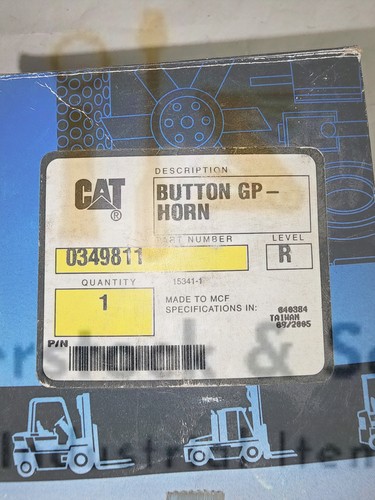 DESCRIPTION
CAT
®
BUTTON GP-
HORN
PART NUMBER
LEVEL
0349811
R
QUANTITY
15341-1
1
MADE TO MCF
SPECIFICATIONS IN:
040304
TAIWAN
09/2005
P/N